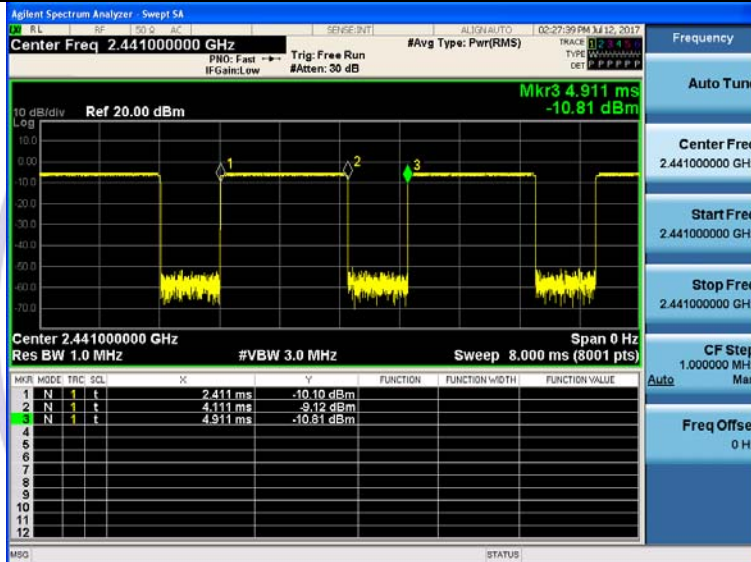 Agilent Spectrum Analyzer - Swept SA
RL RF 50 Ω AC SENSE:INT ALIGN AUTO 02:27:39 PM Jul 12, 2017
Center Freq 2.441000000 GHz
PNO: Fast
IFGain:Low
Trig: Free Run
#Atten: 30 dB
#Avg Type: Pwr(RMS)
TRACE 1 2 3 4 5 6
TYPE WWWWWW
DET P P P P P P
Mkr3 4.911 ms
-10.81 dBm
10 dB/div Ref 20.00 dBm
Log
10.0
0.00
-10.0
-20.0
-30.0
-40.0
-50.0
-60.0
-70.0
1
2
3
Center 2.441000000 GHz Span 0 Hz
Res BW 1.0 MHz #VBW 3.0 MHz Sweep 8.000 ms (8001 pts)
MKR MODE TRC SCL X Y FUNCTION FUNCTION WIDTH FUNCTION VALUE
1 N 1 t 2.411 ms -10.10 dBm
2 N 1 t 4.111 ms -9.12 dBm
3 N 1 t 4.911 ms -10.81 dBm
4
5
6
7
8
9
10
11
12
MSG STATUS
Frequency
Auto Tun
Center Fre
2.441000000 GH
Start Fre
2.441000000 GH
Stop Fre
2.441000000 GH
CF Step
1.000000 MH
Auto Ma
Freq Offse
0 H